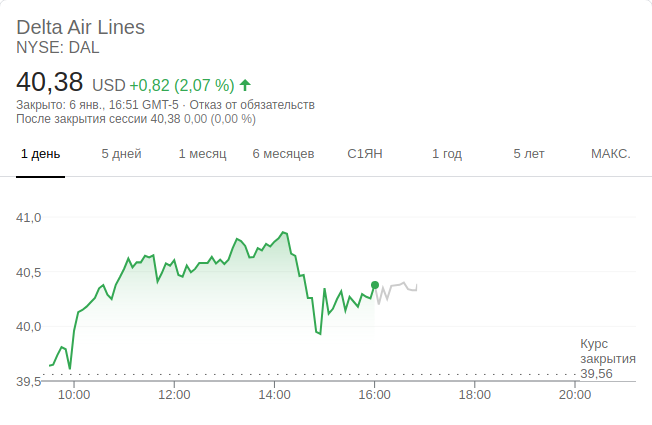 Delta Air Lines
NYSE: DAL
40,38 USD +0,82 (2,07 %)
Закрыто: 6 янв., 16:51 GMT-5 · Отказ от обязательств
После закрытия сессии 40,38 0,00 (0,00 %)
1 день 5 дней 1 месяц 6 месяцев С1ЯН 1 год 5 лет МАКС.
41,0
40,5
40,0
Курс
закрытия
39,56
39,5
10:00 12:00 14:00 16:00 18:00 20:00